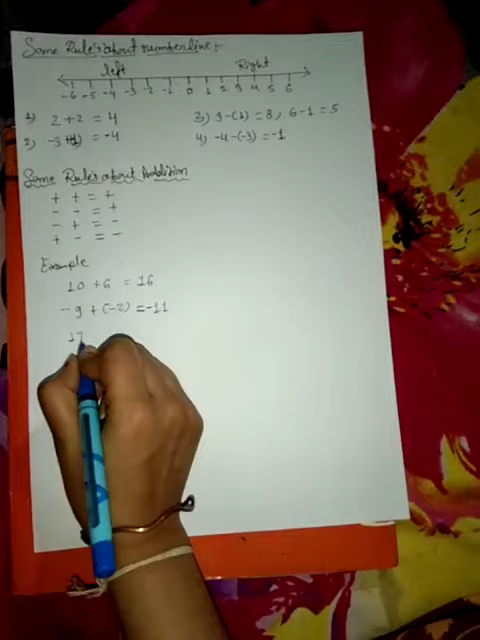 Some Rule's about numberline :-
left Right
-6 -5 -4 -3 -2 -1 0 1 2 3 4 5 6
1) 2+2 = 4
2) = -4
3) 9-(1) = 8, 6-1 = 5
4) -4-(-3) = -1
Some Rule's about Addition
+ + = +
- - = +
- + = -
+ - = -
Example
10 + 6 = 16
-9 + (-2) = -11